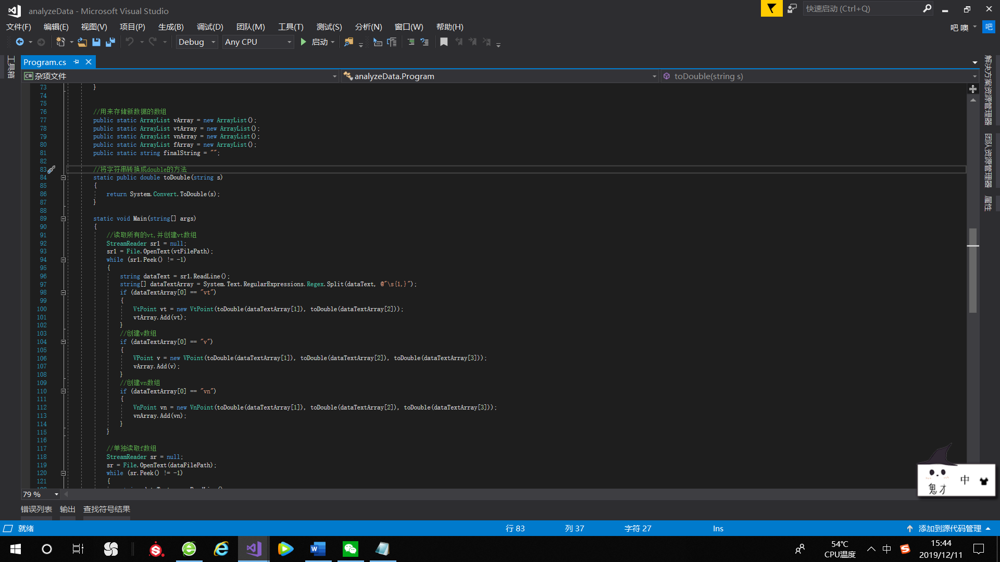 analyzeData - Microsoft Visual Studio
快速启动 (Ctrl+Q)
文件(F) 编辑(E) 视图(V) 项目(P) 生成(B) 调试(D) 团队(M) 工具(T) 测试(S) 分析(N) 窗口(W) 帮助(H)
吧 噢 吧
Debug Any CPU 启动
工具箱
Program.cs
杂项文件 analyzeData.Program toDouble(string s)
解决方案资源管理器
团队资源管理器
属性
73 }
74
75
76 //用来存储新数据的数组
77 public static ArrayList vArray = new ArrayList();
78 public static ArrayList vtArray = new ArrayList();
79 public static ArrayList vnArray = new ArrayList();
80 public static ArrayList fArray = new ArrayList();
81 public static string finalString = "";
82
83 //将字符串转换成double的方法
84 static public double toDouble(string s)
85 {
86 return System.Convert.ToDouble(s);
87 }
88
89 static void Main(string[] args)
90 {
91 //读取所有的vt,并创建vt数组
92 StreamReader sr1 = null;
93 sr1 = File.OpenText(vtFilePath);
94 while (sr1.Peek() != -1)
95 {
96 string dataText = sr1.ReadLine();
97 string[] dataTextArray = System.Text.RegularExpressions.Regex.Split(dataText, @"\s{1,}");
98 if (dataTextArray[0] == "vt")
99 {
100 VtPoint vt = new VtPoint(toDouble(dataTextArray[1]), toDouble(dataTextArray[2]));
101 vtArray.Add(vt);
102 }
103 //创建v数组
104 if (dataTextArray[0] == "v")
105 {
106 VPoint v = new VPoint(toDouble(dataTextArray[1]), toDouble(dataTextArray[2]), toDouble(dataTextArray[3]));
107 vArray.Add(v);
108 }
109 //创建vn数组
110 if (dataTextArray[0] == "vn")
111 {
112 VnPoint vn = new VnPoint(toDouble(dataTextArray[1]), toDouble(dataTextArray[2]), toDouble(dataTextArray[3]));
113 vnArray.Add(vn);
114 }
115 }
116
117 //单独读取f数组
118 StreamReader sr = null;
119 sr = File.OpenText(dataFilePath);
120 while (sr.Peek() != -1)
121 {
鬼才 中
79 %
错误列表 输出 查找符号结果
就绪 行 83 列 37 字符 27 Ins 添加到源代码管理
54℃ 中 15:44
CPU温度 2019/12/11